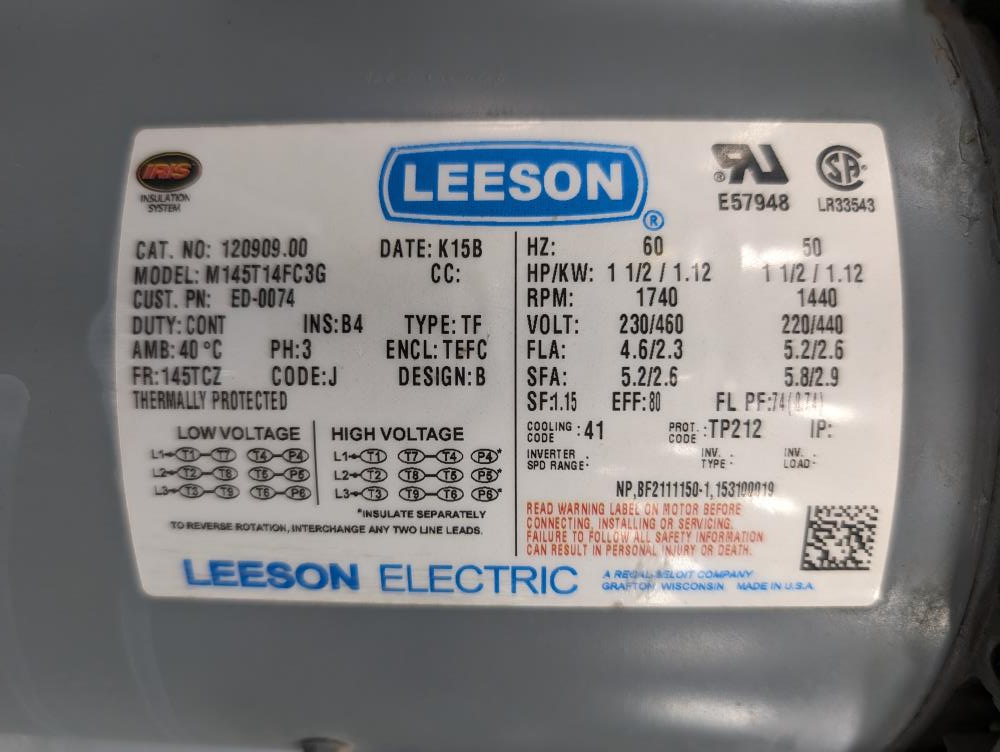 IRIS
INSULATION
SYSTEM
LEESON
®
® RU
E57948
SA
LR33543
CAT. NO: 120909.00 DATE: K15B
MODEL: M145T14FC3G CC:
CUST. PN: ED-0074
DUTY: CONT INS:B4 TYPE: TF
AMB: 40 °C PH:3 ENCL: TEFC
FR:145TCZ CODE:J DESIGN:B
THERMALLY PROTECTED
LOW VOLTAGE
L1 T1 T7 T4 P4
L2 T2 T8 T5 P5
L3 T3 T9 T6 P6
HIGH VOLTAGE
L1 T1 T7 T4 P4*
L2 T2 T8 T5 P5*
L3 T3 T9 T6 P6*
*INSULATE SEPARATELY
TO REVERSE ROTATION, INTERCHANGE ANY TWO LINE LEADS.
HZ: 60 50
HP/KW: 1 1/2 / 1.12 1 1/2 / 1.12
RPM: 1740 1440
VOLT: 230/460 220/440
FLA: 4.6/2.3 5.2/2.6
SFA: 5.2/2.6 5.8/2.9
SF:1.15 EFF:80 FL PF:74(0.74)
COOLING CODE : 41 PROT. CODE : TP212 IP:
INVERTER SPD RANGE: INV. TYPE - INV. LOAD-
NP,BF2111150-1,153100019
READ WARNING LABEL ON MOTOR BEFORE
CONNECTING, INSTALLING OR SERVICING.
FAILURE TO FOLLOW ALL SAFETY INFORMATION
CAN RESULT IN PERSONAL INJURY OR DEATH.
LEESON ELECTRIC
A REGAL-BELOIT COMPANY
GRAFTON, WISCONSIN MADE IN U.S.A